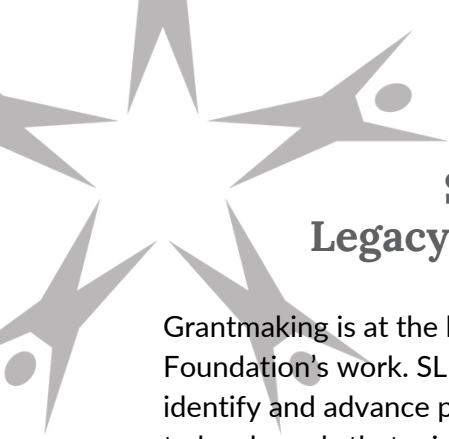 Legacy
Grantmaking is at the
Foundation's work. SL
identify and advance